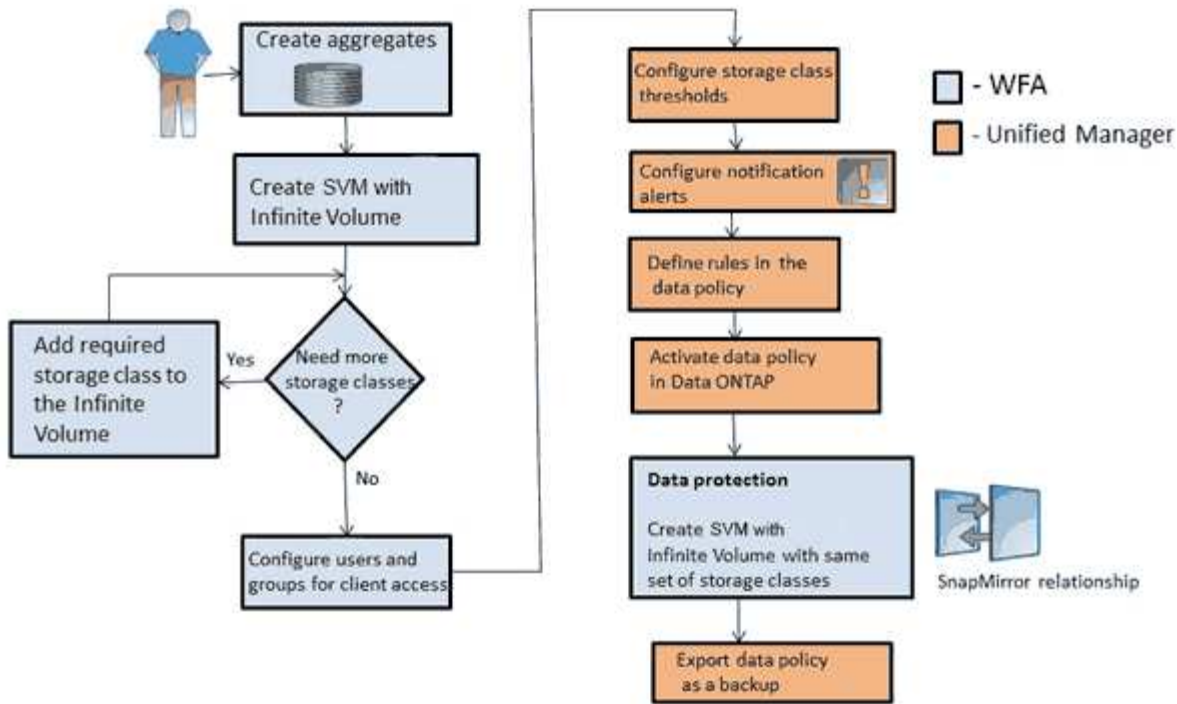 Create aggregates
Create SVM with
Infinite Volume
Add required
storage class to
the Infinite
Volume
Yes
Need more
storage classes
?
No
Configure users and
groups for client access
Configure storage class
thresholds
Configure notification
alerts
Define rules in the
data policy
Activate data policy
in Data ONTAP
Data protection
Create SVM with
Infinite Volume with same
set of storage classes
SnapMirror relationship
Export data policy
as a backup
- WFA
- Unified Manager